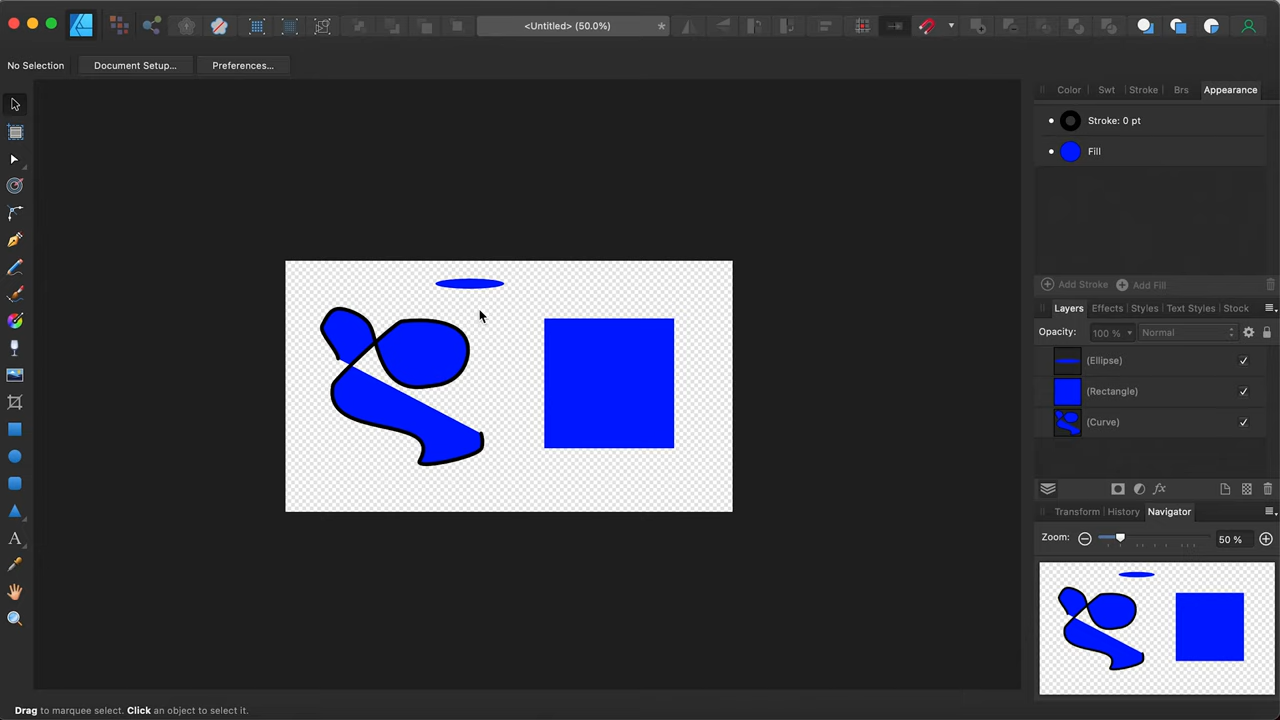 <Untitled> (50.0%)
*
No Selection
Document Setup...
Preferences...
Color
Swt
Stroke
Brs
Appearance
Stroke: 0 pt
Fill
Add Stroke
Add Fill
Layers
Effects
Styles
Text Styles
Stock
Opacity:
100 %
Normal
(Ellipse)
(Rectangle)
(Curve)
fx
Transform
History
Navigator
Zoom:
50 %
A
Drag to marquee select. Click an object to select it.